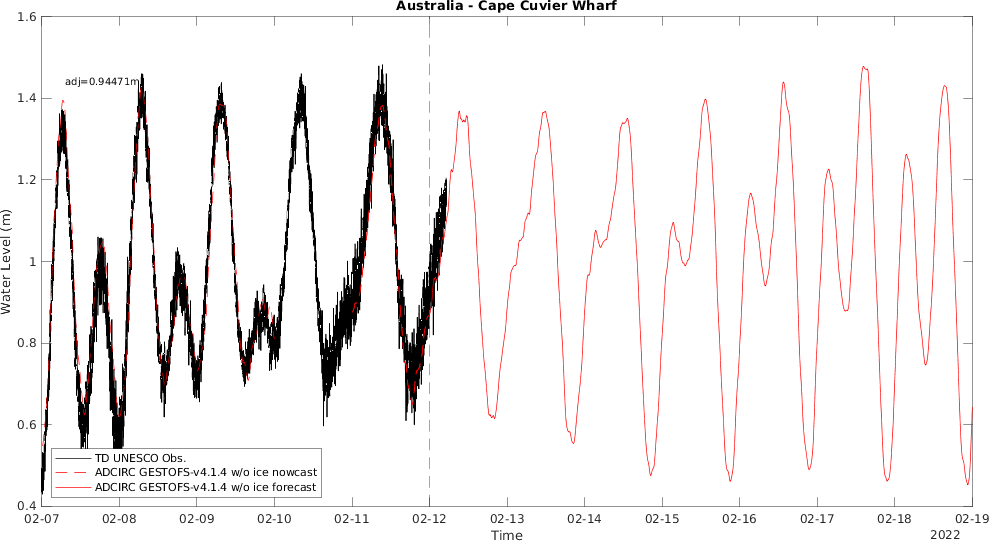 Australia - Cape Cuvier Wharf
1.6
1.4
1.2
1
0.8
0.6
0.4
Water Level (m)
adj=0.94471m
TD UNESCO Obs.
ADCIRC GESTOFS-v4.1.4 w/o ice nowcast
ADCIRC GESTOFS-v4.1.4 w/o ice forecast
02-07 02-08 02-09 02-10 02-11 02-12 02-13 02-14 02-15 02-16 02-17 02-18 02-19
Time
2022